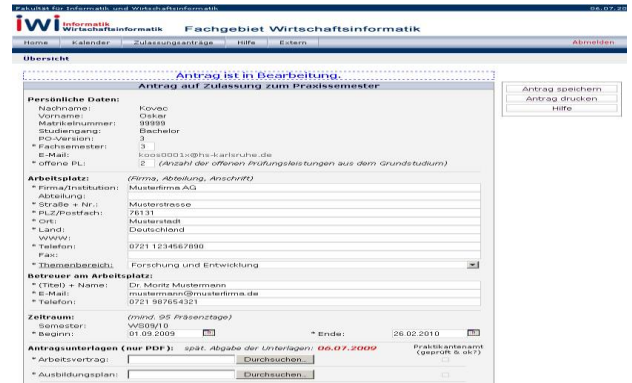 Fakultät für Informatik und Wirtschaftsinformatik 06.07.20
iwi Informatik Wirtschaftsinformatik Fachgebiet Wirtschaftsinformatik
Home Kalender Zulassungsanträge Hilfe Extern Abmelden
Übersicht
Antrag ist in Bearbeitung.
Antrag auf Zulassung zum Praxissemester
Antrag speichern
Antrag drucken
Hilfe
Persönliche Daten:
Nachname: Kovac
Vorname: Oskar
Matrikelnummer: 99999
Studiengang: Bachelor
PO-Version: 3
* Fachsemester: 3
E-Mail: koos0001x@hs-karlsruhe.de
* offene PL: 2 (Anzahl der offenen Prüfungsleistungen aus dem Grundstudium)
Arbeitsplatz: (Firma, Abteilung, Anschrift)
* Firma/Institution: Musterfirma AG
Abteilung:
* Straße + Nr.: Musterstrasse
* PLZ/Postfach: 76131
* Ort: Musterstadt
* Land: Deutschland
WWW:
* Telefon: 0721 1234567890
Fax:
* Themenbereich: Forschung und Entwicklung
Betreuer am Arbeitsplatz:
* (Titel) + Name: Dr. Moritz Mustermann
* E-Mail: mustermann@musterfirma.de
* Telefon: 0721 987654321
Zeitraum: (mind. 95 Präsenztage)
Semester: WS09/10
* Beginn: 01.09.2009 * Ende: 26.02.2010
Antragsunterlagen (nur PDF): spät. Abgabe der Unterlagen: 06.07.2009 Praktikantenamt (geprüft & ok?)
* Arbeitsvertrag: Durchsuchen...
* Ausbildungsplan: Durchsuchen...